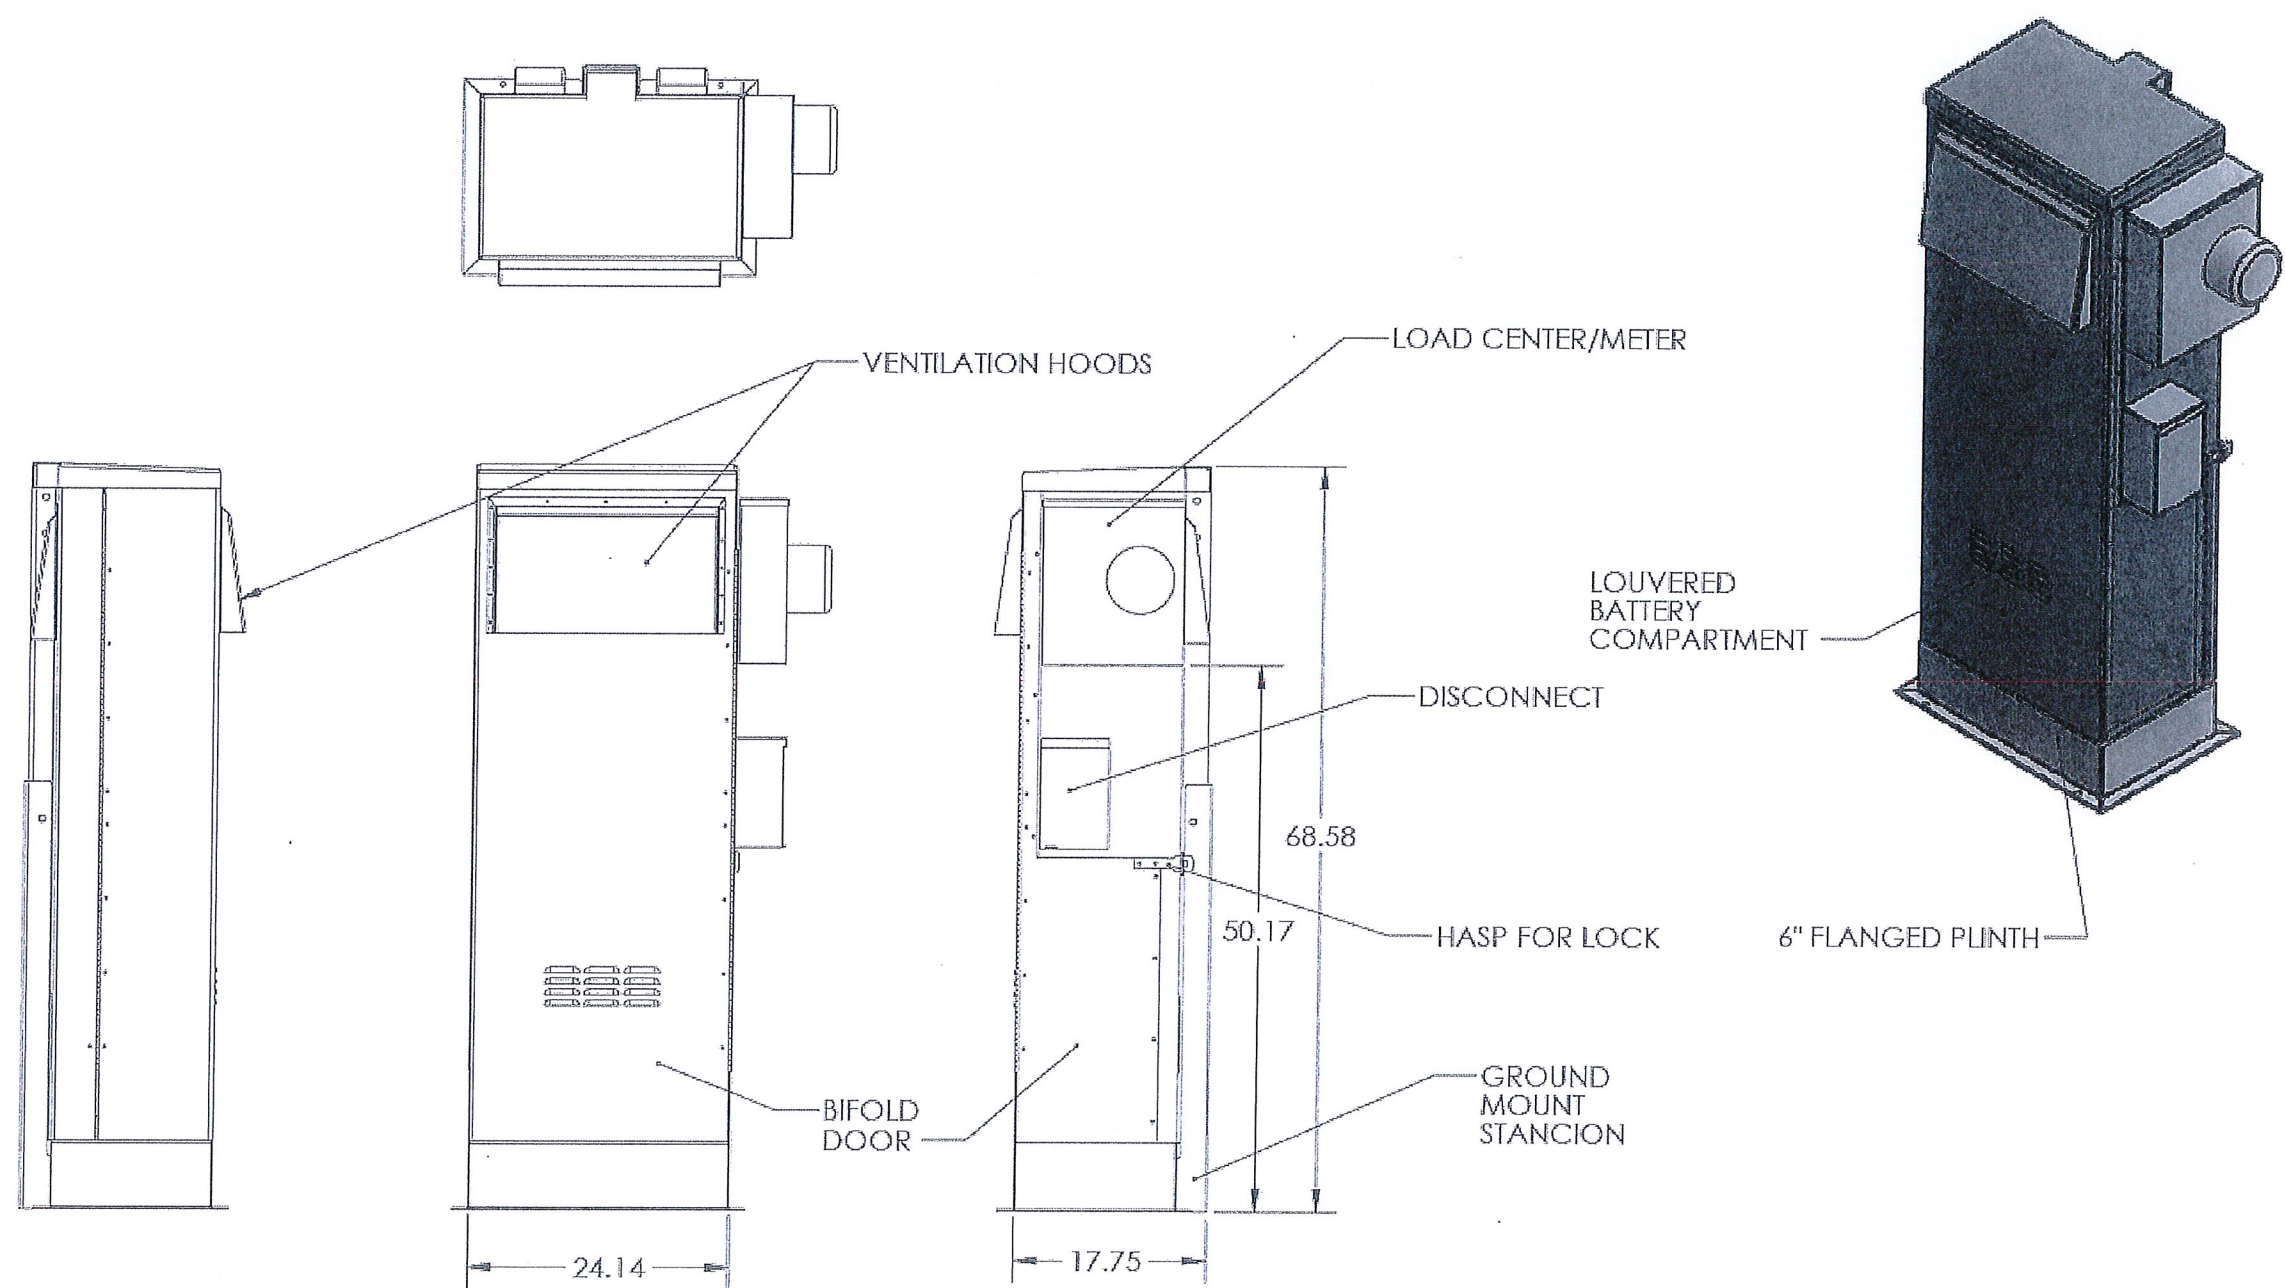 VENTILATION HOODS
LOAD CENTER/METER
LOUVERED
BATTERY
COMPARTMENT
DISCONNECT
68.58
50.17
HASP FOR LOCK
6" FLANGED PLINTH
GROUND
MOUNT
STANCION
BIFOLD
DOOR
24.14
17.75